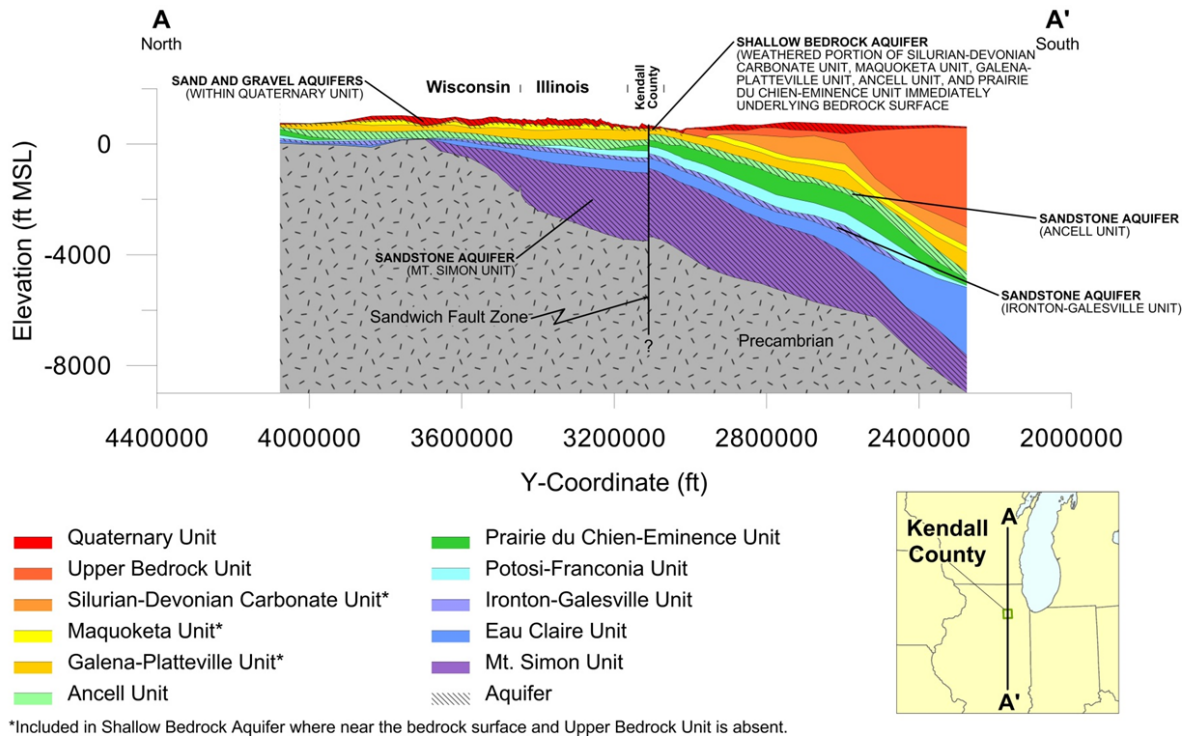 A
North
A'
South
SAND AND GRAVEL AQUIFERS
(WITHIN QUATERNARY UNIT)
Wisconsin
Illinois
Kendall
County
SHALLOW BEDROCK AQUIFER
(WEATHERED PORTION OF SILURIAN-DEVONIAN
CARBONATE UNIT, MAQUOKETA UNIT, GALENA-
PLATTEVILLE UNIT, ANCELL UNIT, AND PRAIRIE
DU CHIEN-EMINENCE UNIT IMMEDIATELY
UNDERLYING BEDROCK SURFACE
Elevation (ft MSL)
0
-4000
-8000
SANDSTONE AQUIFER
(MT. SIMON UNIT)
Sandwich Fault Zone
?
Precambrian
SANDSTONE AQUIFER
(ANCELL UNIT)
SANDSTONE AQUIFER
(IRONTON-GALESVILLE UNIT)
4400000 4000000 3600000 3200000 2800000 2400000 2000000
Y-Coordinate (ft)
Quaternary Unit
Upper Bedrock Unit
Silurian-Devonian Carbonate Unit*
Maquoketa Unit*
Galena-Platteville Unit*
Ancell Unit
Prairie du Chien-Eminence Unit
Potosi-Franconia Unit
Ironton-Galesville Unit
Eau Claire Unit
Mt. Simon Unit
Aquifer
*Included in Shallow Bedrock Aquifer where near the bedrock surface and Upper Bedrock Unit is absent.
Kendall
County
A
A'